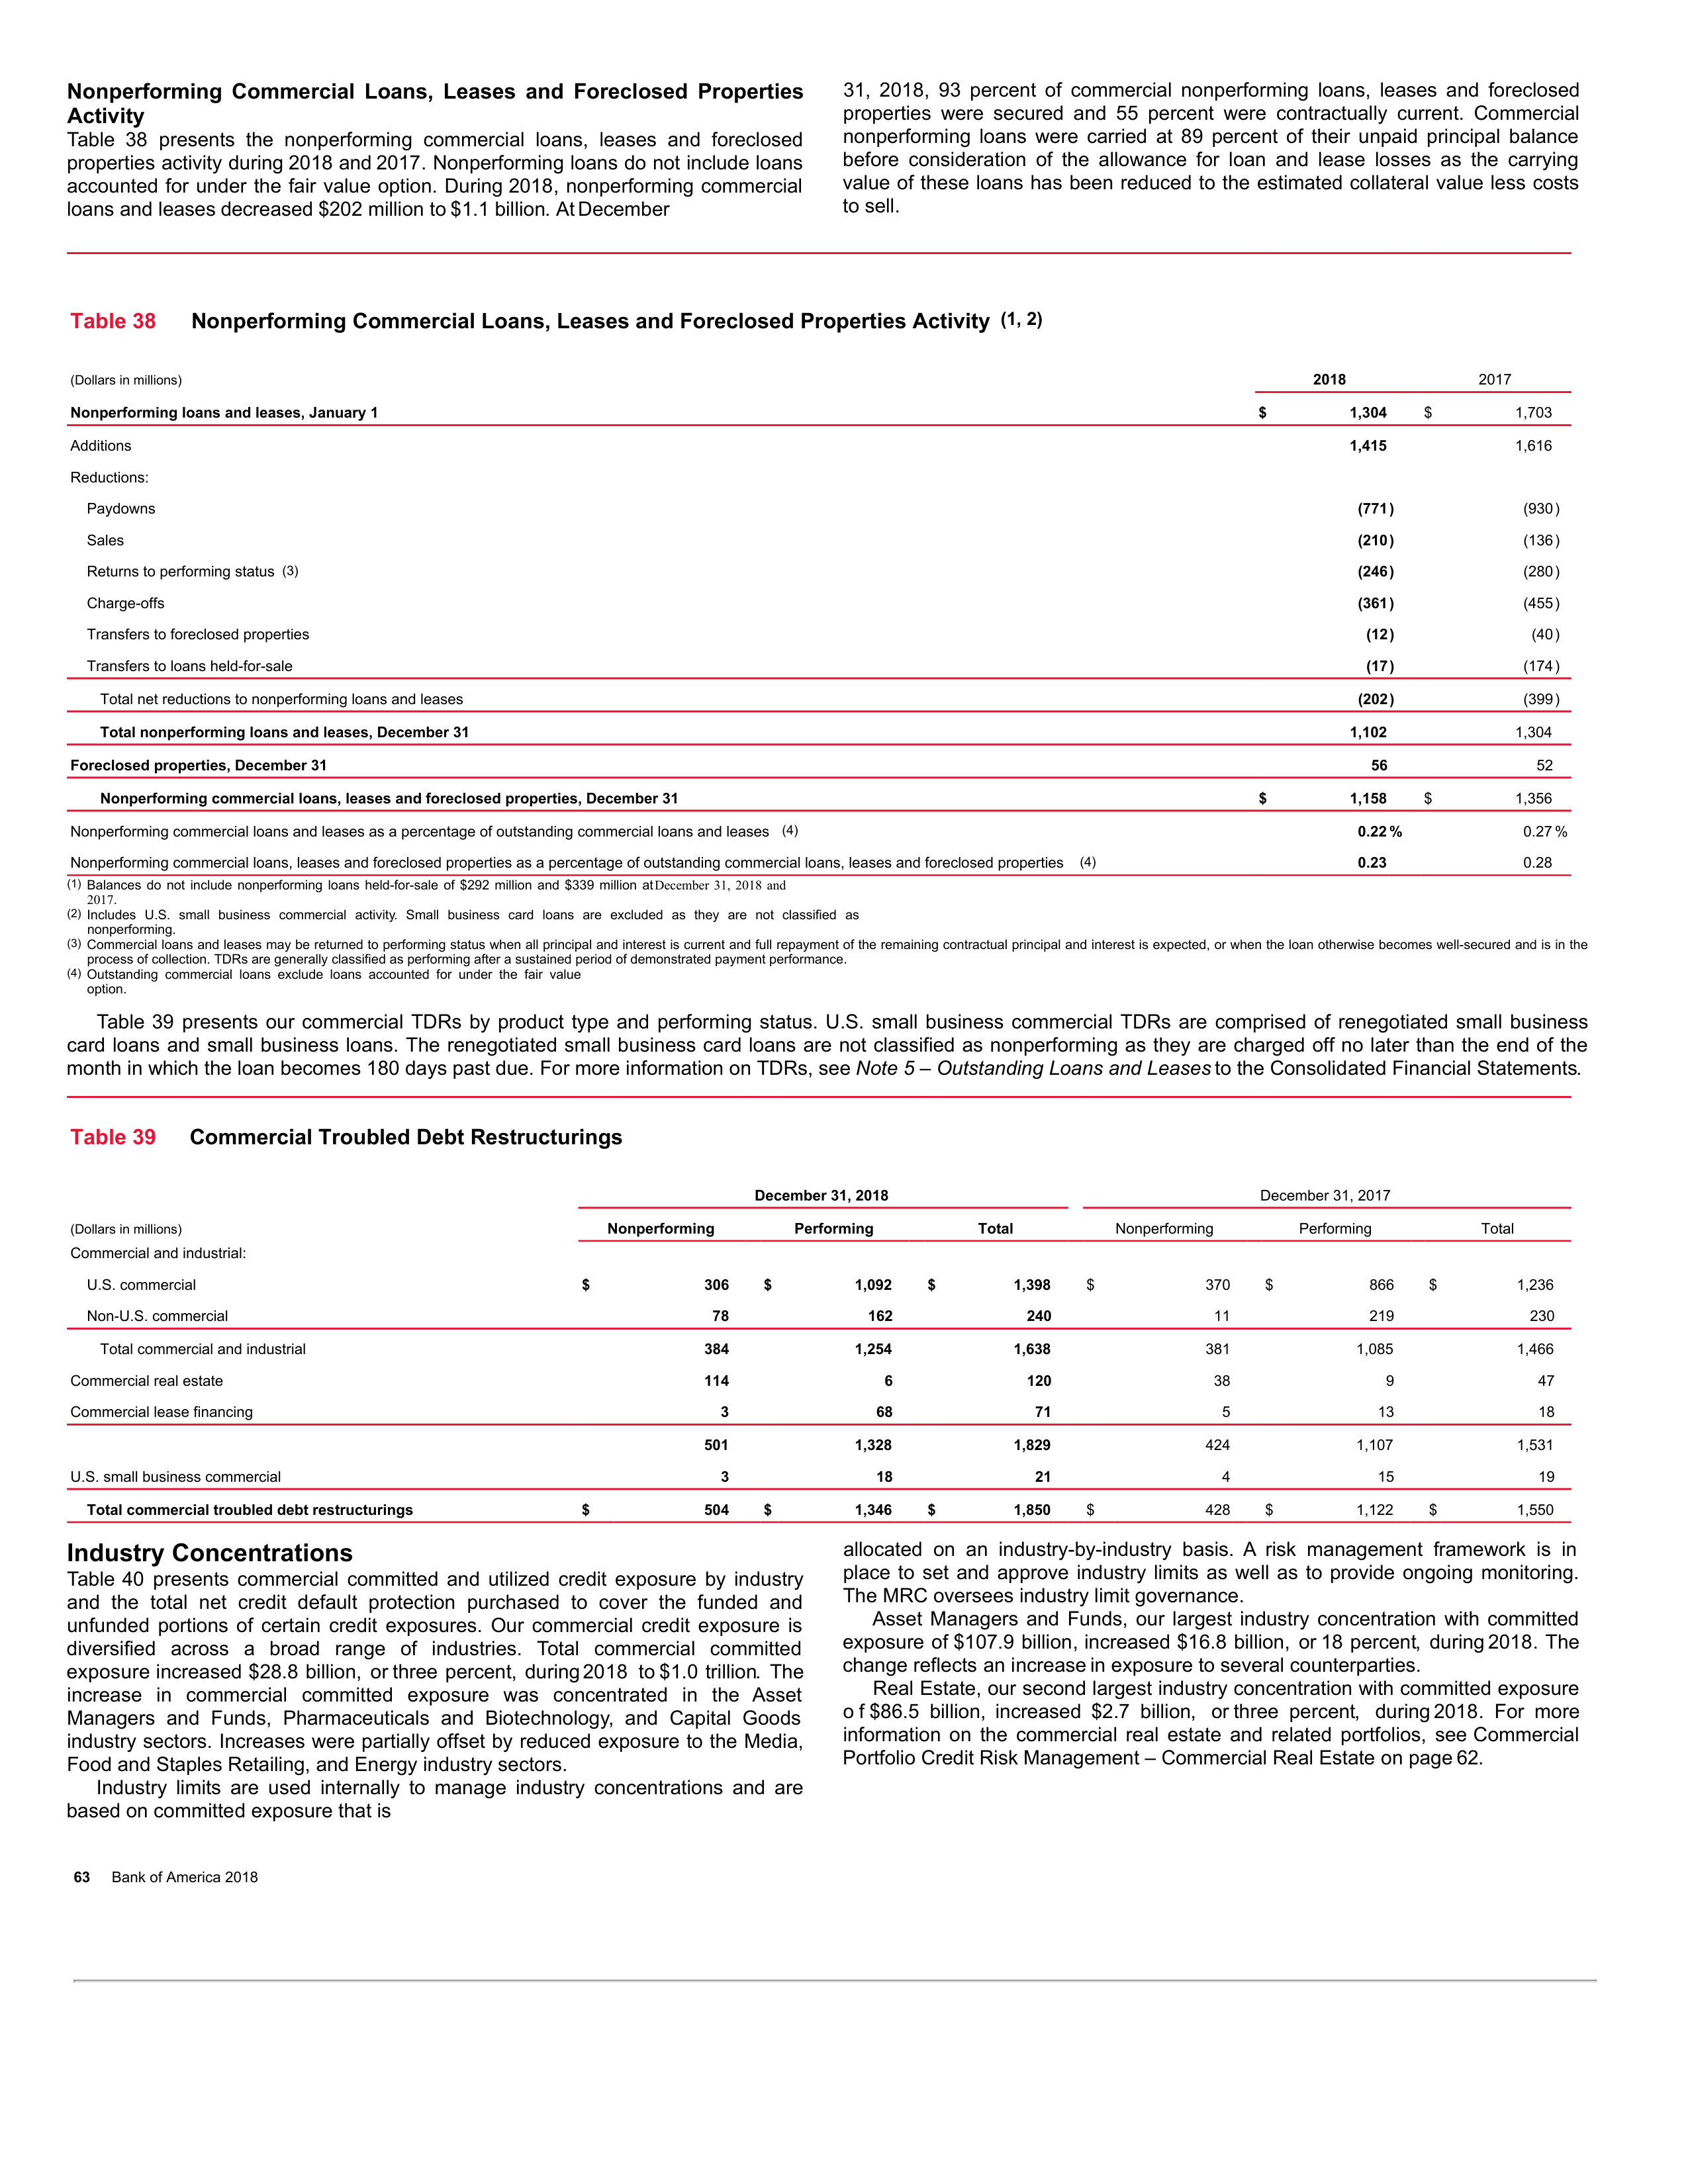 Nonperforming Commercial Loans, Leases and Foreclosed Properties
Activity
Table 38 presents the nonperforming commercial loans, leases and foreclosed
properties activity during 2018 and 2017. Nonperforming loans do not include loans
accounted for under the fair value option. During 2018, nonperforming commercial
loans and leases decreased $202 million to $1.1 billion. At December
31, 2018, 93 percent of commercial nonperforming loans, leases and foreclosed
properties were secured and 55 percent were contractually current. Commercial
nonperforming loans were carried at 89 percent of their unpaid principal balance
before consideration of the allowance for loan and lease losses as the carrying
value of these loans has been reduced to the estimated collateral value less costs
to sell.
Table 38 Nonperforming Commercial Loans, Leases and Foreclosed Properties Activity (1, 2)
(Dollars in millions) 2018 2017
Nonperforming loans and leases, January 1 $ 1,304 $ 1,703
Additions 1,415 1,616
Reductions:
Paydowns (771) (930)
Sales (210) (136)
Returns to performing status (3) (246) (280)
Charge-offs (361) (455)
Transfers to foreclosed properties (12) (40)
Transfers to loans held-for-sale (17) (174)
Total net reductions to nonperforming loans and leases (202) (399)
Total nonperforming loans and leases, December 31 1,102 1,304
Foreclosed properties, December 31 56 52
Nonperforming commercial loans, leases and foreclosed properties, December 31 $ 1,158 $ 1,356
Nonperforming commercial loans and leases as a percentage of outstanding commercial loans and leases (4) 0.22% 0.27%
Nonperforming commercial loans, leases and foreclosed properties as a percentage of outstanding commercial loans, leases and foreclosed properties (4) 0.23 0.28
(1) Balances do not include nonperforming loans held-for-sale of $292 million and $339 million at December 31, 2018 and
2017.
(2) Includes U.S. small business commercial activity. Small business card loans are excluded as they are not classified as
nonperforming.
(3) Commercial loans and leases may be returned to performing status when all principal and interest is current and full repayment of the remaining contractual principal and interest is expected, or when the loan otherwise becomes well-secured and is in the
process of collection. TDRs are generally classified as performing after a sustained period of demonstrated payment performance.
(4) Outstanding commercial loans exclude loans accounted for under the fair value
option.
Table 39 presents our commercial TDRs by product type and performing status. U.S. small business commercial TDRs are comprised of renegotiated small business
card loans and small business loans. The renegotiated small business card loans are not classified as nonperforming as they are charged off no later than the end of the
month in which the loan becomes 180 days past due. For more information on TDRs, see Note 5 – Outstanding Loans and Leases to the Consolidated Financial Statements.
Table 39 Commercial Troubled Debt Restructurings
December 31, 2018 December 31, 2017
(Dollars in millions) Nonperforming Performing Total Nonperforming Performing Total
Commercial and industrial:
U.S. commercial $ 306 $ 1,092 $ 1,398 $ 370 $ 866 $ 1,236
Non-U.S. commercial 78 162 240 11 219 230
Total commercial and industrial 384 1,254 1,638 381 1,085 1,466
Commercial real estate 114 6 120 38 9 47
Commercial lease financing 3 68 71 5 13 18
501 1,328 1,829 424 1,107 1,531
U.S. small business commercial 3 18 21 4 15 19
Total commercial troubled debt restructurings $ 504 $ 1,346 $ 1,850 $ 428 $ 1,122 $ 1,550
Industry Concentrations
Table 40 presents commercial committed and utilized credit exposure by industry
and the total net credit default protection purchased to cover the funded and
unfunded portions of certain credit exposures. Our commercial credit exposure is
diversified across a broad range of industries. Total commercial committed
exposure increased $28.8 billion, or three percent, during 2018 to $1.0 trillion. The
increase in commercial committed exposure was concentrated in the Asset
Managers and Funds, Pharmaceuticals and Biotechnology, and Capital Goods
industry sectors. Increases were partially offset by reduced exposure to the Media,
Food and Staples Retailing, and Energy industry sectors.
Industry limits are used internally to manage industry concentrations and are
based on committed exposure that is
allocated on an industry-by-industry basis. A risk management framework is in
place to set and approve industry limits as well as to provide ongoing monitoring.
The MRC oversees industry limit governance.
Asset Managers and Funds, our largest industry concentration with committed
exposure of $107.9 billion, increased $16.8 billion, or 18 percent, during 2018. The
change reflects an increase in exposure to several counterparties.
Real Estate, our second largest industry concentration with committed exposure
o f $86.5 billion, increased $2.7 billion, or three percent, during 2018. For more
information on the commercial real estate and related portfolios, see Commercial
Portfolio Credit Risk Management – Commercial Real Estate on page 62.
63 Bank of America 2018